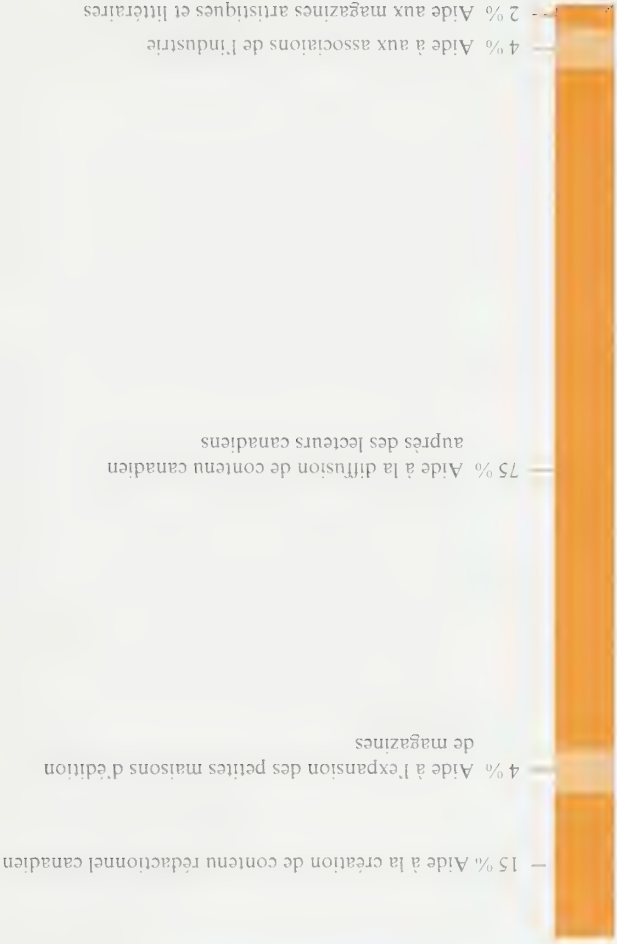 15 % Aide à la création de contenu rédactionnel canadien
4 % Aide à l'expansion des petites maisons d'édition
de magazines
75 % Aide à la diffusion de contenu canadien
auprès des lecteurs canadiens
4 % Aide à aux associaions de l'industrie
2 % Aide aux magazines artistiques et littéraires